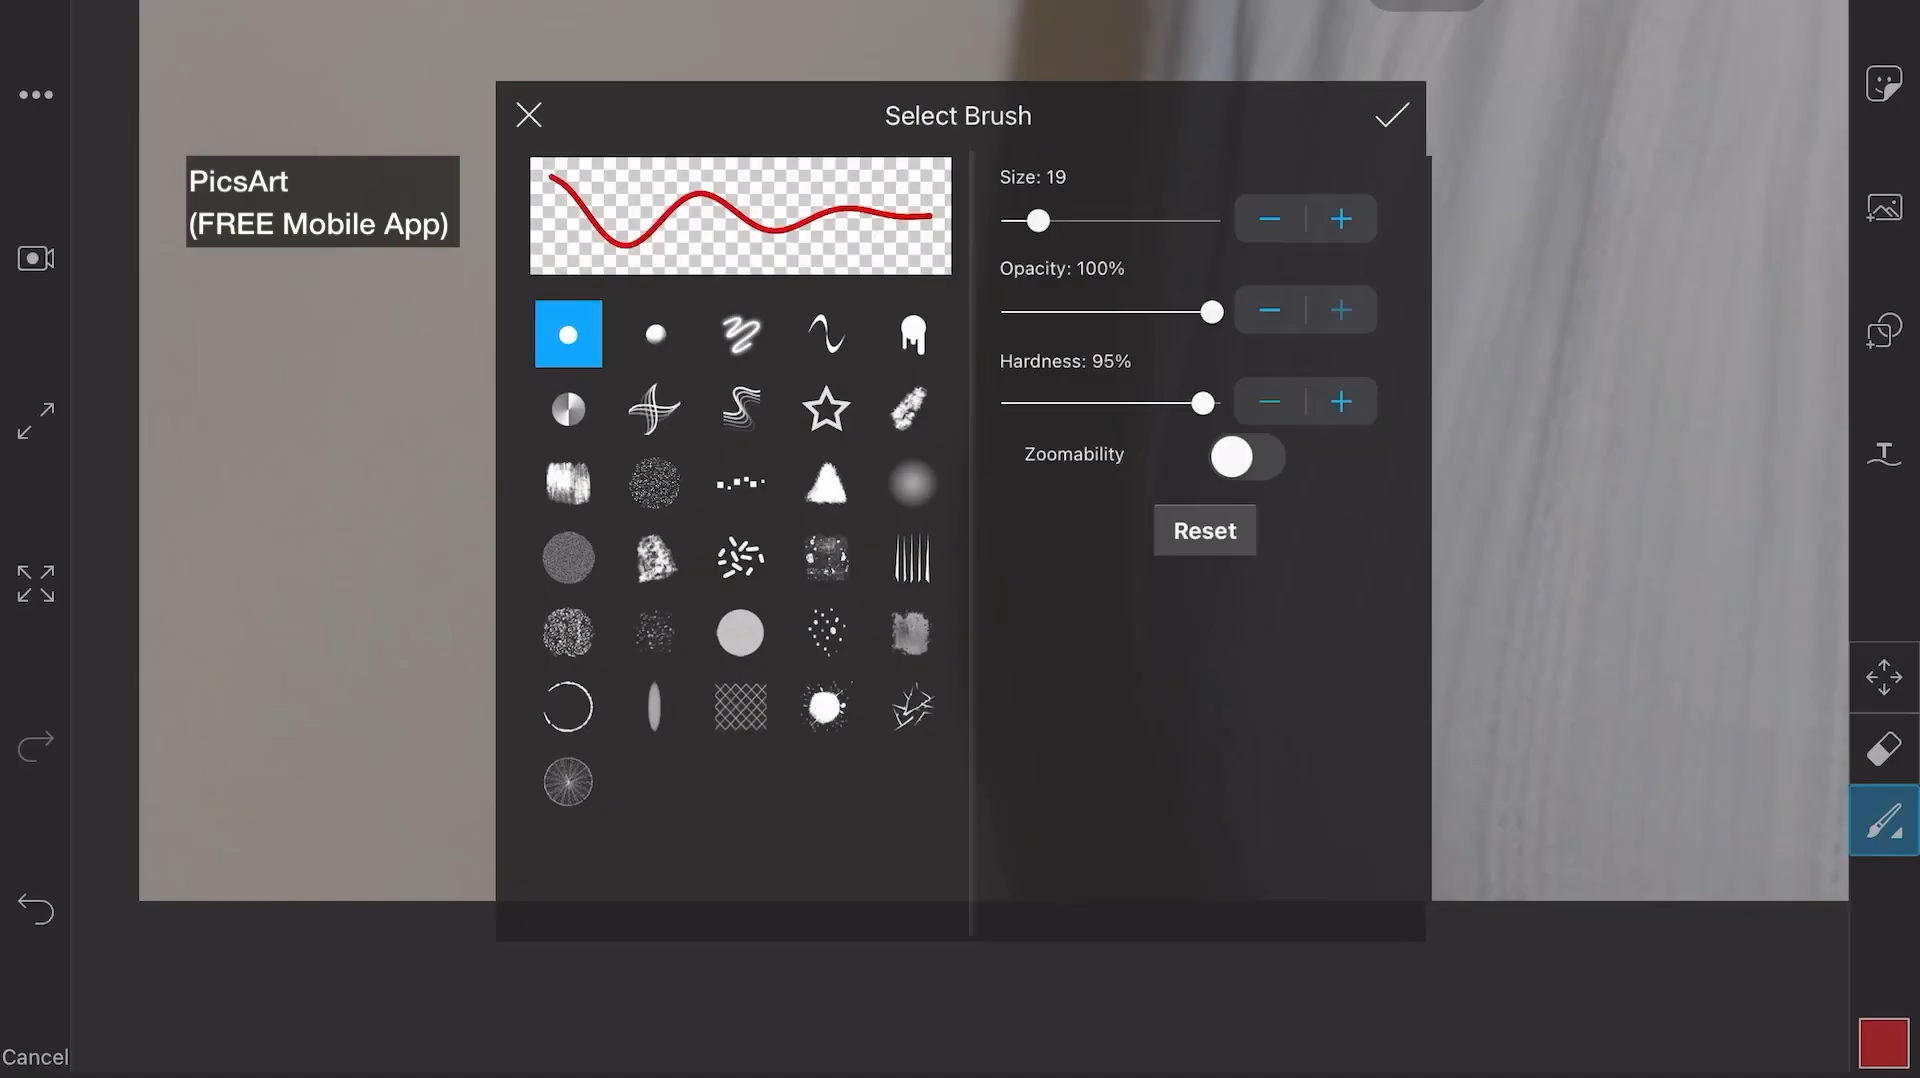 PicsArt
(FREE Mobile App)
Select Brush
Size: 19
Opacity: 100%
Hardness: 95%
Zoomability
Reset
Cancel